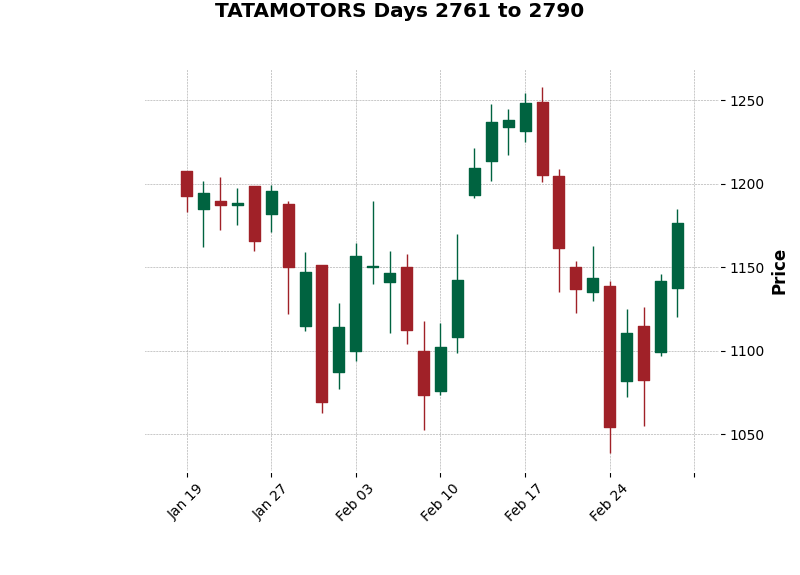 TATAMOTORS Days 2761 to 2790
1250
1200
1150
1100
1050
Price
Jan 19
Jan 27
Feb 03
Feb 10
Feb 17
Feb 24